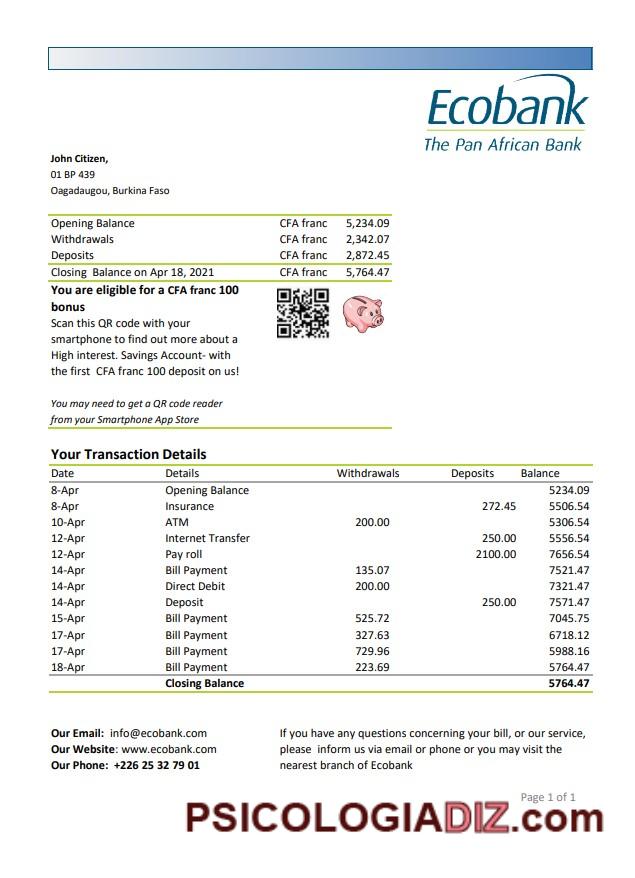 Ecobank
The Pan African Bank
John Citizen,
01 BP 439
Oagadaugou, Burkina Faso
Opening Balance CFA franc 5,234.09
Withdrawals CFA franc 2,342.07
Deposits CFA franc 2,872.45
Closing Balance on Apr 18, 2021 CFA franc 5,764.47
You are eligible for a CFA franc 100
bonus
Scan this QR code with your
smartphone to find out more about a
High interest. Savings Account- with
the first CFA franc 100 deposit on us!
You may need to get a QR code reader
from your Smartphone App Store
Your Transaction Details
Date Details Withdrawals Deposits Balance
8-Apr Opening Balance 5234.09
8-Apr Insurance 272.45 5506.54
10-Apr ATM 200.00 5306.54
12-Apr Internet Transfer 250.00 5556.54
12-Apr Pay roll 2100.00 7656.54
14-Apr Bill Payment 135.07 7521.47
14-Apr Direct Debit 200.00 7321.47
14-Apr Deposit 250.00 7571.47
15-Apr Bill Payment 525.72 7045.75
17-Apr Bill Payment 327.63 6718.12
17-Apr Bill Payment 729.96 5988.16
18-Apr Bill Payment 223.69 5764.47
Closing Balance 5764.47
Our Email: info@ecobank.com
Our Website: www.ecobank.com
Our Phone: +226 25 32 79 01
If you have any questions concerning your bill, or our service,
please inform us via email or phone or you may visit the
nearest branch of Ecobank
Page 1 of 1
PSICOLOGIADIZ.com